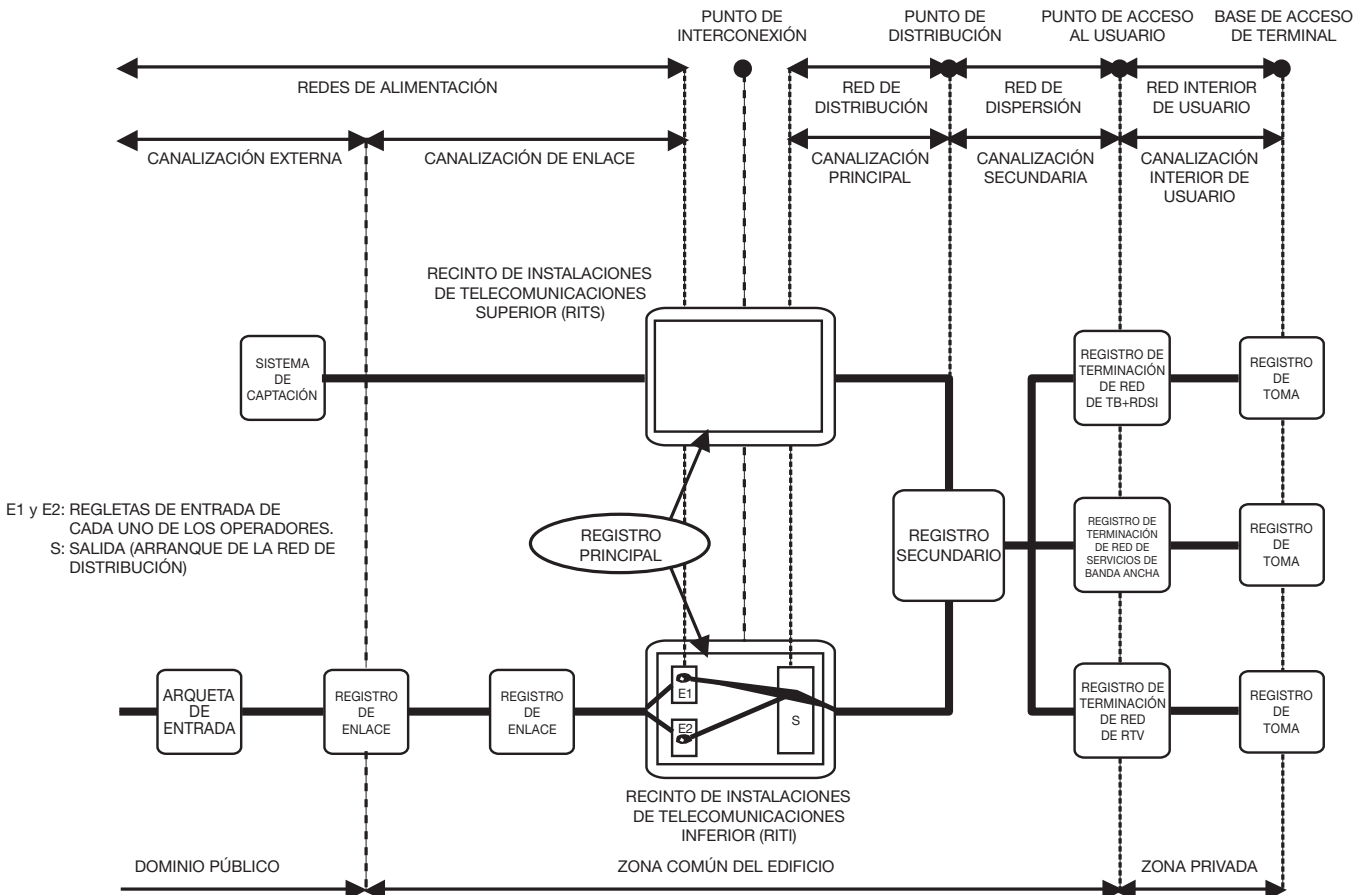 PUNTO DE
INTERCONEXIÓN
PUNTO DE
DISTRIBUCIÓN
PUNTO DE ACCESO
AL USUARIO
BASE DE ACCESO
DE TERMINAL
REDES DE ALIMENTACIÓN
RED DE
DISTRIBUCIÓN
RED DE
DISPERSIÓN
RED INTERIOR
DE USUARIO
CANALIZACIÓN EXTERNA
CANALIZACIÓN DE ENLACE
CANALIZACIÓN
PRINCIPAL
CANALIZACIÓN
SECUNDARIA
CANALIZACIÓN
INTERIOR DE
USUARIO
RECINTO DE INSTALACIONES
DE TELECOMUNICACIONES
SUPERIOR (RITS)
SISTEMA
DE
CAPTACIÓN
REGISTRO DE
TERMINACIÓN
DE RED
DE TB+RDSI
REGISTRO
DE
TOMA
E1 y E2: REGLETAS DE ENTRADA DE
CADA UNO DE LOS OPERADORES.
S: SALIDA (ARRANQUE DE LA RED DE
DISTRIBUCIÓN)
REGISTRO
PRINCIPAL
REGISTRO
SECUNDARIO
REGISTRO DE
TERMINACIÓN
DE RED DE
SERVICIOS DE
BANDA ANCHA
REGISTRO
DE
TOMA
ARQUETA
DE
ENTRADA
REGISTRO
DE
ENLACE
REGISTRO
DE
ENLACE
E1
E2
S
REGISTRO DE
TERMINACIÓN
DE RED
DE RTV
REGISTRO
DE
TOMA
RECINTO DE INSTALACIONES
DE TELECOMUNICACIONES
INFERIOR (RITI)
DOMINIO PÚBLICO
ZONA COMÚN DEL EDIFICIO
ZONA PRIVADA